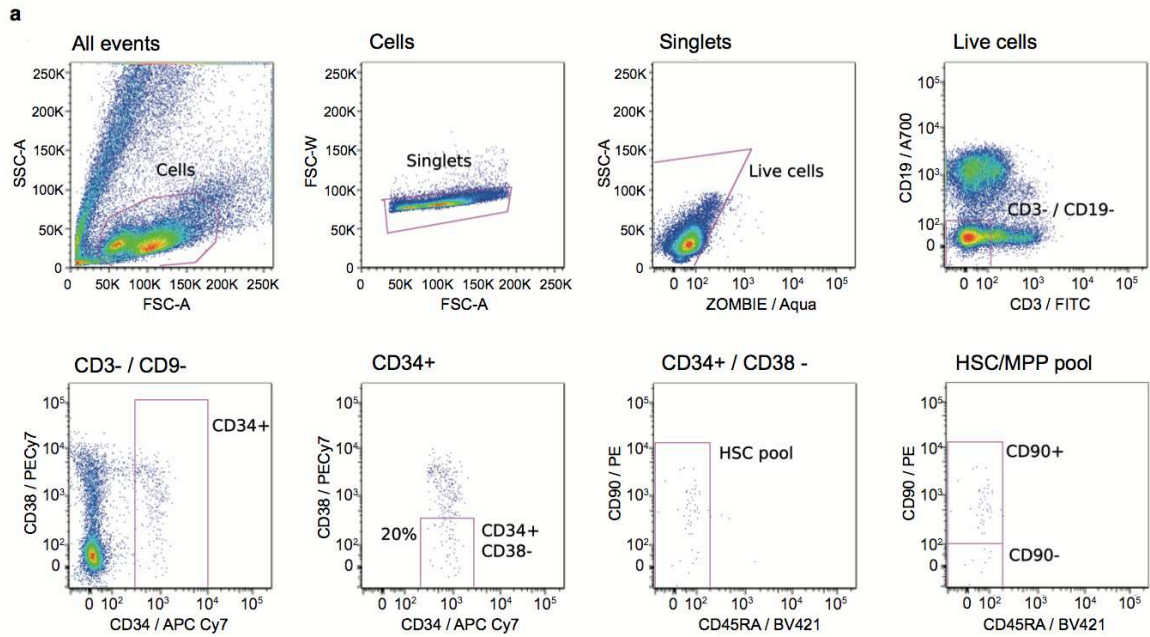 a
All events
Cells
Singlets
Live cells
250K
200K
150K
100K
50K
0
SSC-A
Cells
0 50K 100K 150K 200K 250K
FSC-A
250K
200K
150K
100K
50K
0
FSC-W
Singlets
0 50K 100K 150K 200K 250K
FSC-A
250K
200K
150K
100K
50K
0
SSC-A
Live cells
0 10² 10³ 10⁴ 10⁵
ZOMBIE / Aqua
10⁵
10⁴
10³
10²
0
CD19 / A700
CD3- / CD19-
0 10² 10³ 10⁴ 10⁵
CD3 / FITC
CD3- / CD9-
CD34+
CD34+ / CD38 -
HSC/MPP pool
10⁵
10⁴
10³
10²
0
CD38 / PECy7
CD34+
0 10² 10³ 10⁴ 10⁵
CD34 / APC Cy7
10⁵
10⁴
10³
10²
0
CD38 / PECy7
20%
CD34+
CD38-
0 10² 10³ 10⁴ 10⁵
CD34 / APC Cy7
10⁵
10⁴
10³
10²
0
CD90 / PE
HSC pool
0 10² 10³ 10⁴ 10⁵
CD45RA / BV421
10⁵
10⁴
10³
10²
0
CD90 / PE
CD90+
CD90-
0 10² 10³ 10⁴ 10⁵
CD45RA / BV421